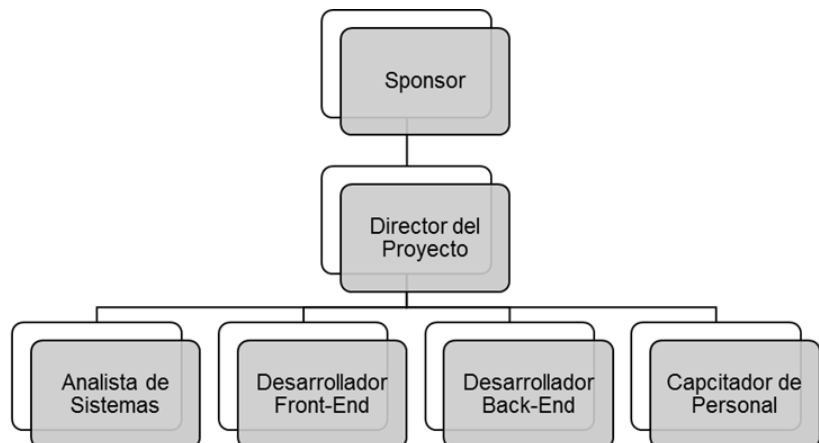 Sponsor
Director del
Proyecto
Analista de
Sistemas
Desarrollador
Front-End
Desarrollador
Back-End
Capcitador de
Personal